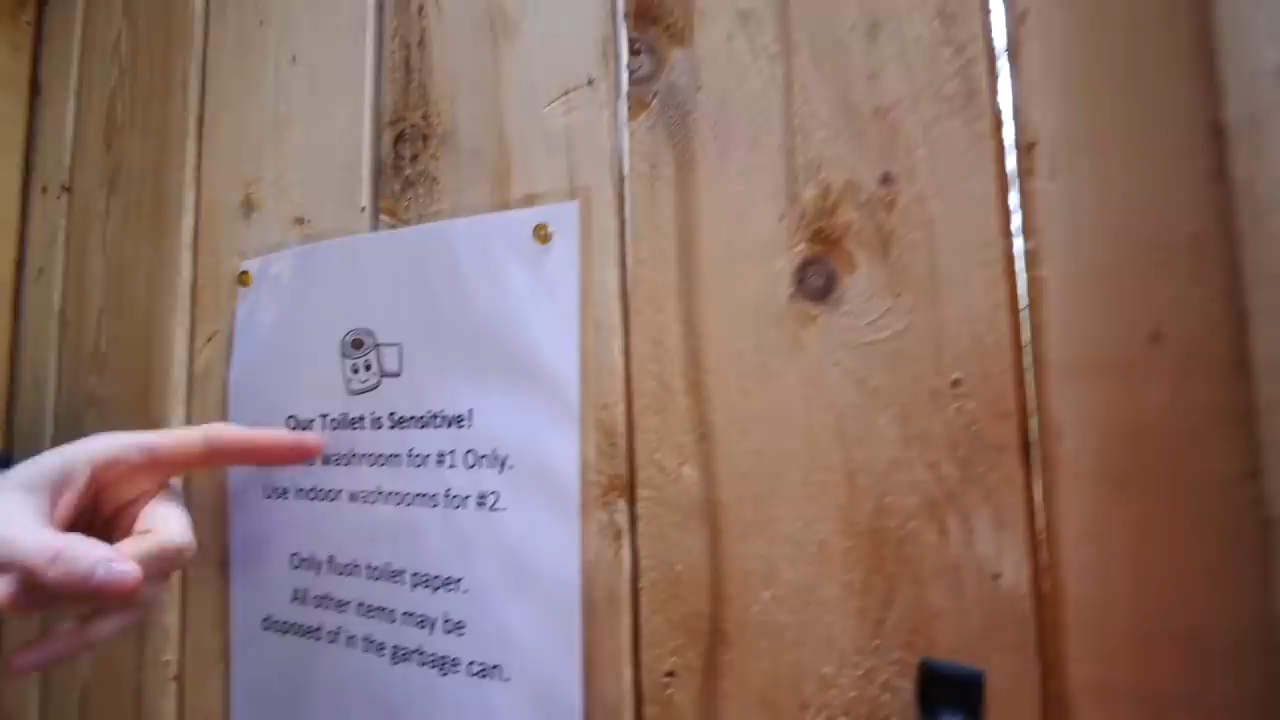 Our Toilet is Sensitive!
washroom for #1 Only.
Use indoor washrooms for #2.
Only flush toilet paper.
All other items may be
disposed of in the garbage can.